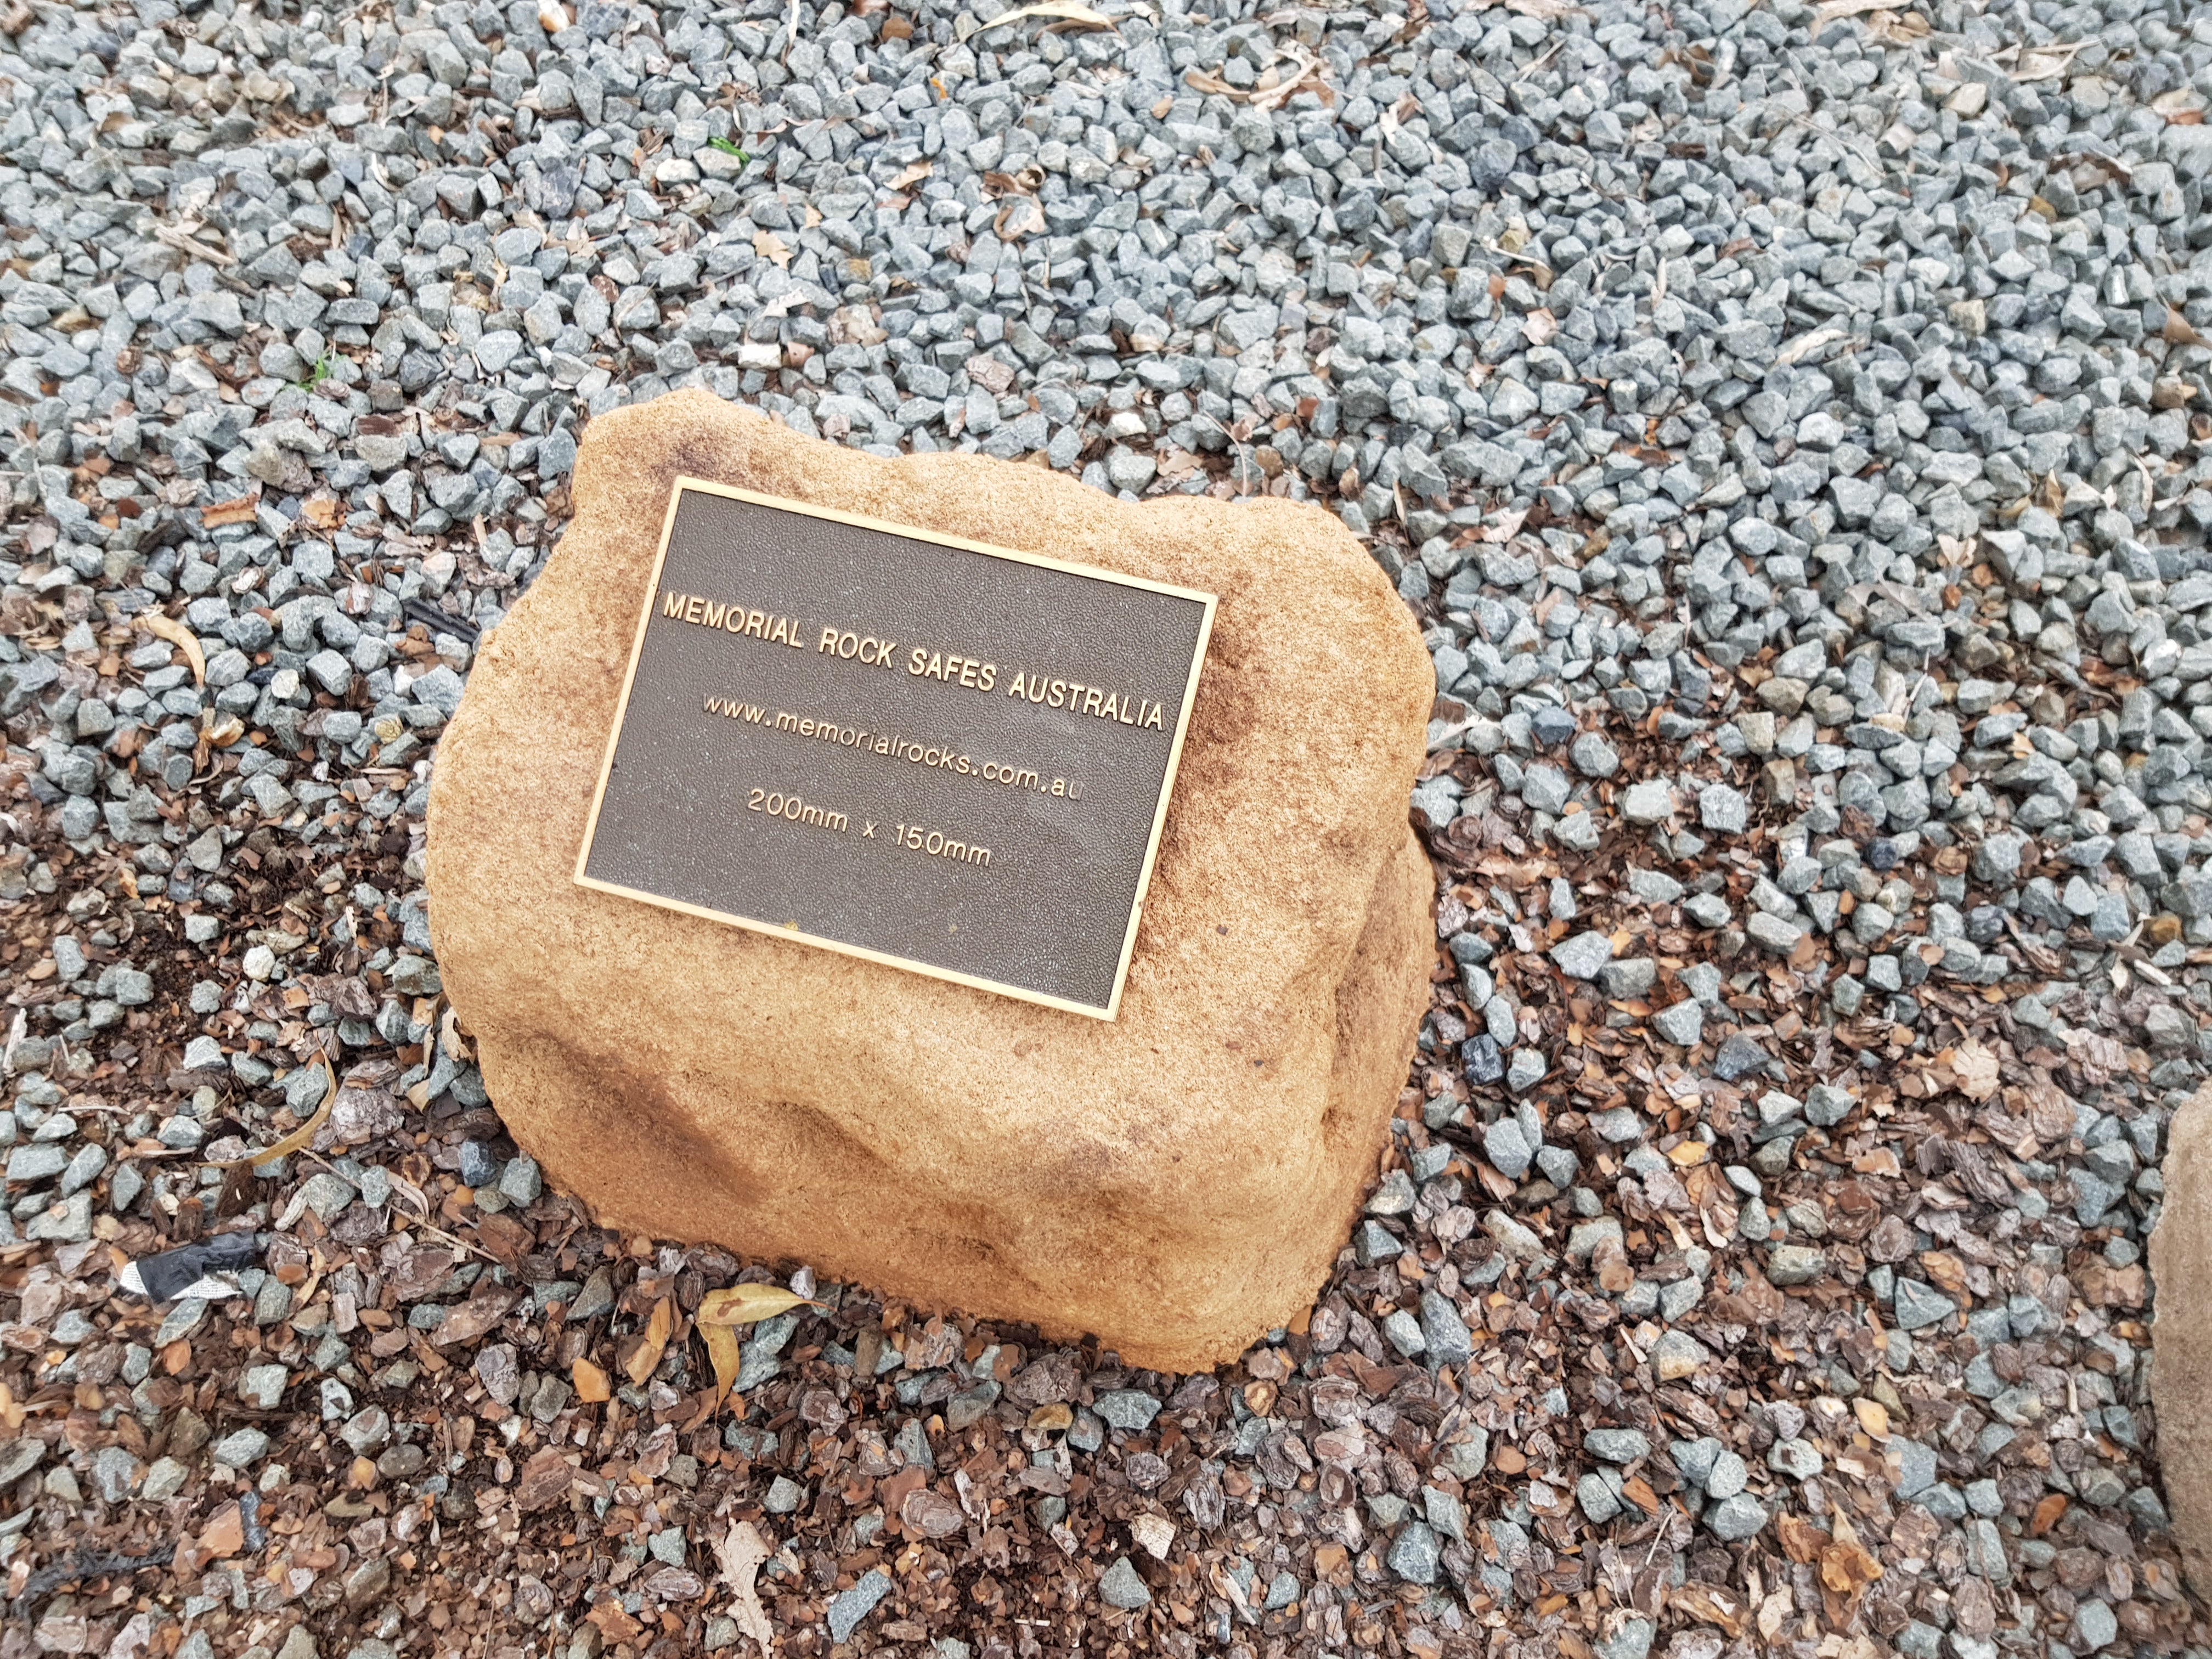 MEMORIAL ROCK SAFES AUSTRALIA
www.memorialrocks.com.au
200mm x 150mm